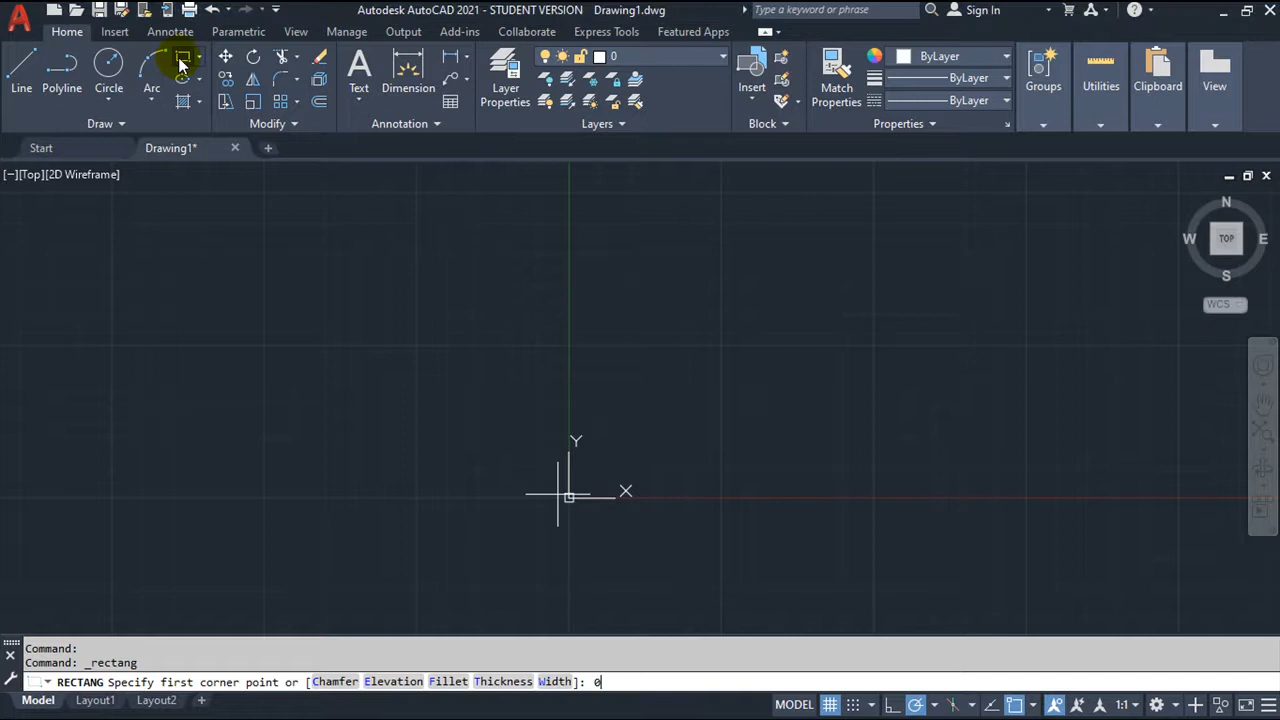 Autodesk AutoCAD 2021 - STUDENT VERSION Drawing1.dwg
Type a keyword or phrase
Sign In
Home Insert Annotate Parametric View Manage Output Add-ins Collaborate Express Tools Featured Apps
Line Polyline Circle Arc
Text Dimension
Layer Properties
0
Insert
Match Properties
ByLayer
ByLayer
ByLayer
Groups Utilities Clipboard View
Draw Modify Annotation Layers Block Properties
Start Drawing1*
[−][Top][2D Wireframe]
N
W TOP E
S
WCS
Y
X
Command:
Command: _rectang
RECTANG Specify first corner point or [Chamfer Elevation Fillet Thickness Width]: 0
Model Layout1 Layout2
MODEL 1:1